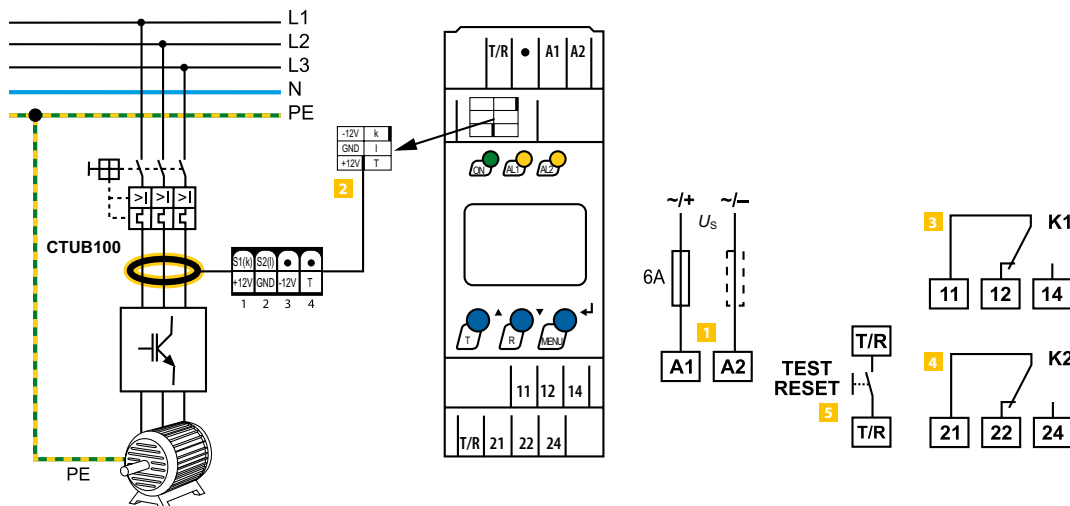 L1
L2
L3
N
PE
CTUB100
PE
-12V k
GND l
+12V T
2
S1(k) S2(l)
+12V GND -12V T
1 2 3 4
T/R A1 A2
ON AL1 AL2
T R MENU
11 12 14
T/R 21 22 24
~/+ ~/–
Us
6A
1
A1 A2
TEST
RESET
5
T/R
T/R
3
K1
11 12 14
4
K2
21 22 24